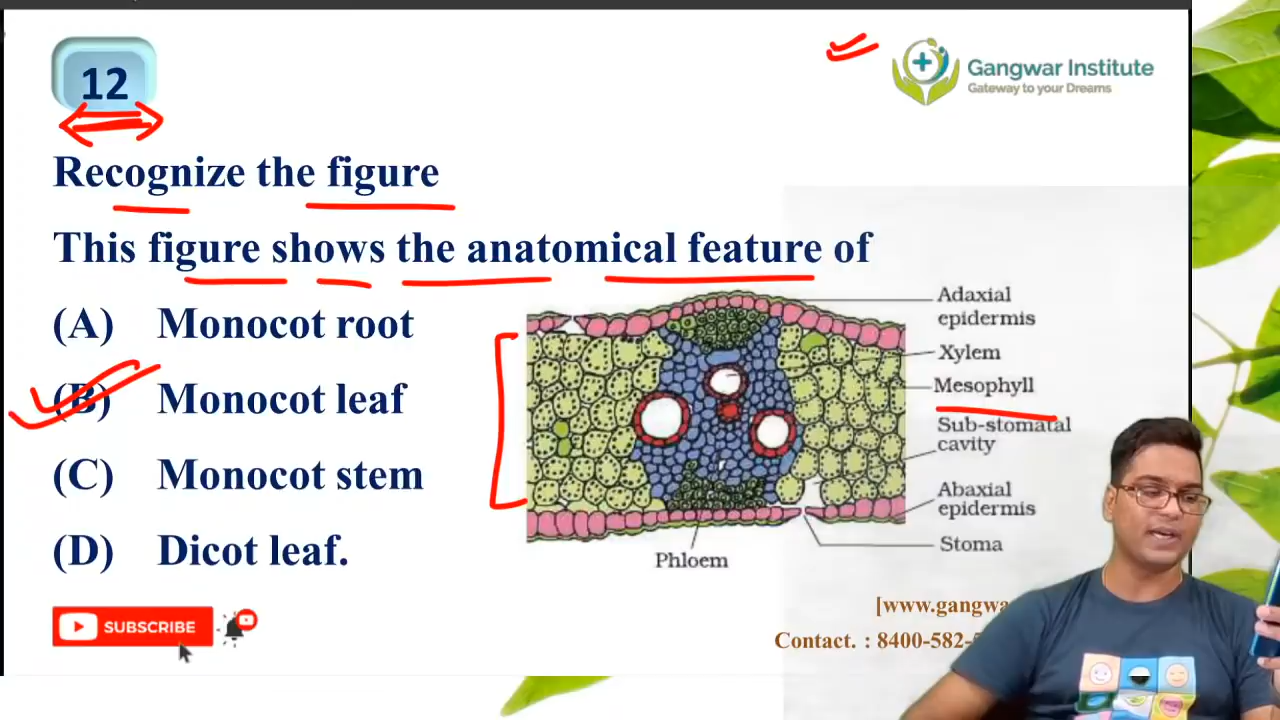 12
Gangwar Institute
Gateway to your Dreams
Recognize the figure
This figure shows the anatomical feature of
(A) Monocot root
(B) Monocot leaf
(C) Monocot stem
(D) Dicot leaf.
Adaxial
epidermis
Xylem
Mesophyll
Sub-stomatal
cavity
Abaxial
epidermis
Stoma
Phloem
SUBSCRIBE
[www.gangwa
Contact. : 8400-582-